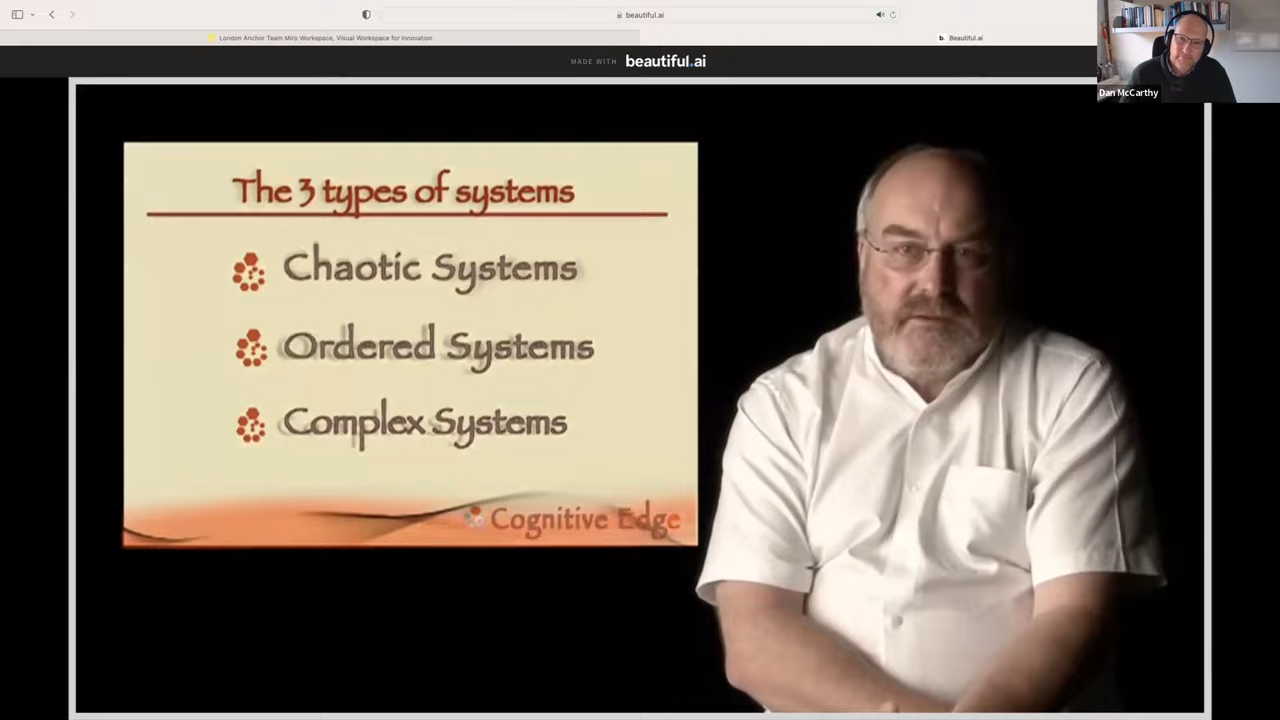 beautiful.ai
London Anchor Team Miro Workspace, Visual Workspace for Innovation
b. Beautiful.ai
MADE WITH beautiful.ai
Dan McCarthy
The 3 types of systems
Chaotic Systems
Ordered Systems
Complex Systems
Cognitive Edge